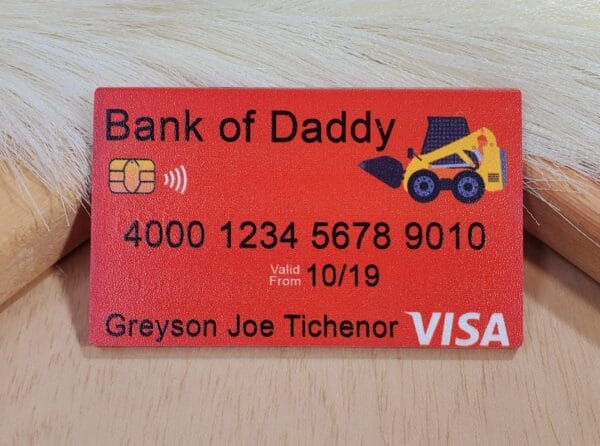 Bank of Daddy
4000 1234 5678 9010
Valid
From 10/19
Greyson Joe Tichenor VISA